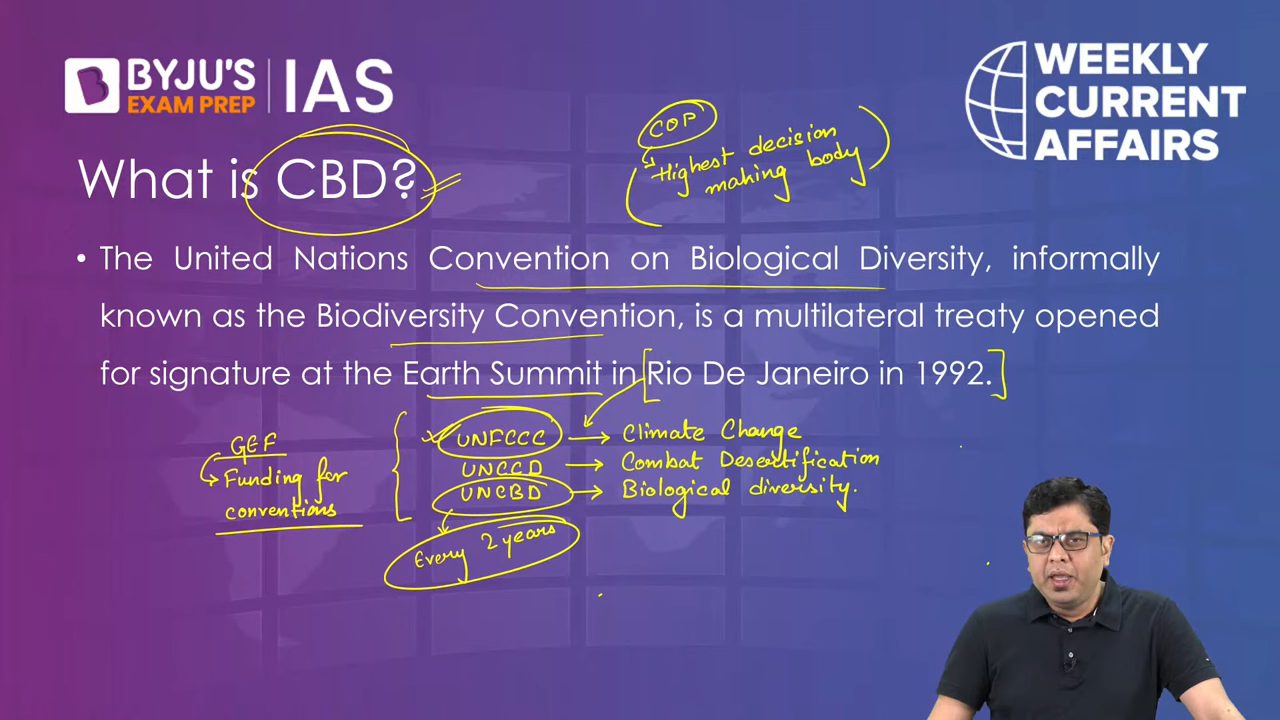 BYJU'S
EXAM PREP
IAS
WEEKLY
CURRENT
AFFAIRS
COP
Highest decision
making body
What is CBD?
• The United Nations Convention on Biological Diversity, informally
known as the Biodiversity Convention, is a multilateral treaty opened
for signature at the Earth Summit in [Rio De Janeiro in 1992.]
GEF
Funding for
conventions
UNFCCC → Climate Change
UNCCD → Combat Desertification
UNCBD → Biological diversity.
Every 2 years